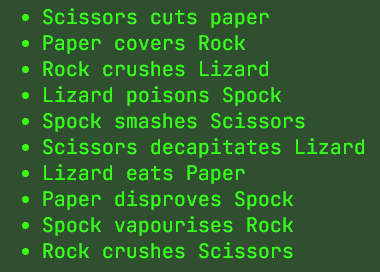 • Scissors cuts paper
• Paper covers Rock
• Rock crushes Lizard
• Lizard poisons Spock
• Spock smashes Scissors
• Scissors decapitates Lizard
• Lizard eats Paper
• Paper disproves Spock
• Spock vapourises Rock
• Rock crushes Scissors